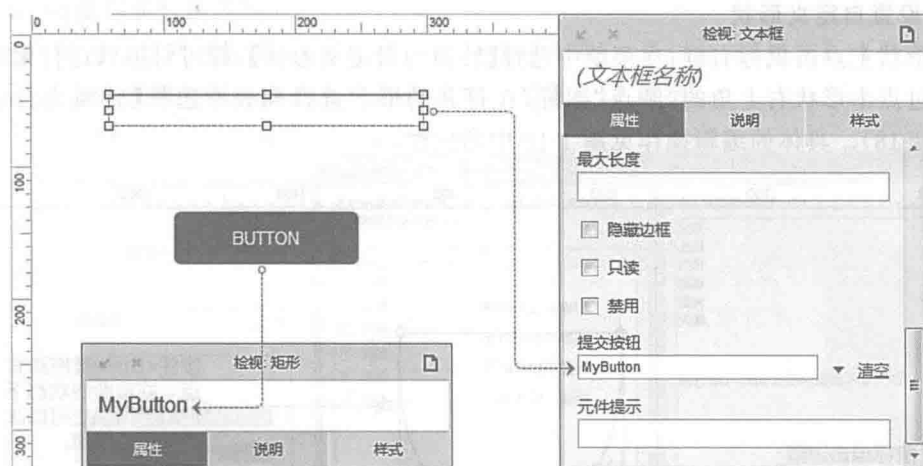 0
100
200
300
0
100
200
300
BUTTON
检视: 矩形
MyButton
属性
说明
样式
检视: 文本框
(文本框名称)
属性
说明
样式
最大长度
隐藏边框
只读
禁用
提交按钮
MyButton
清空
元件提示